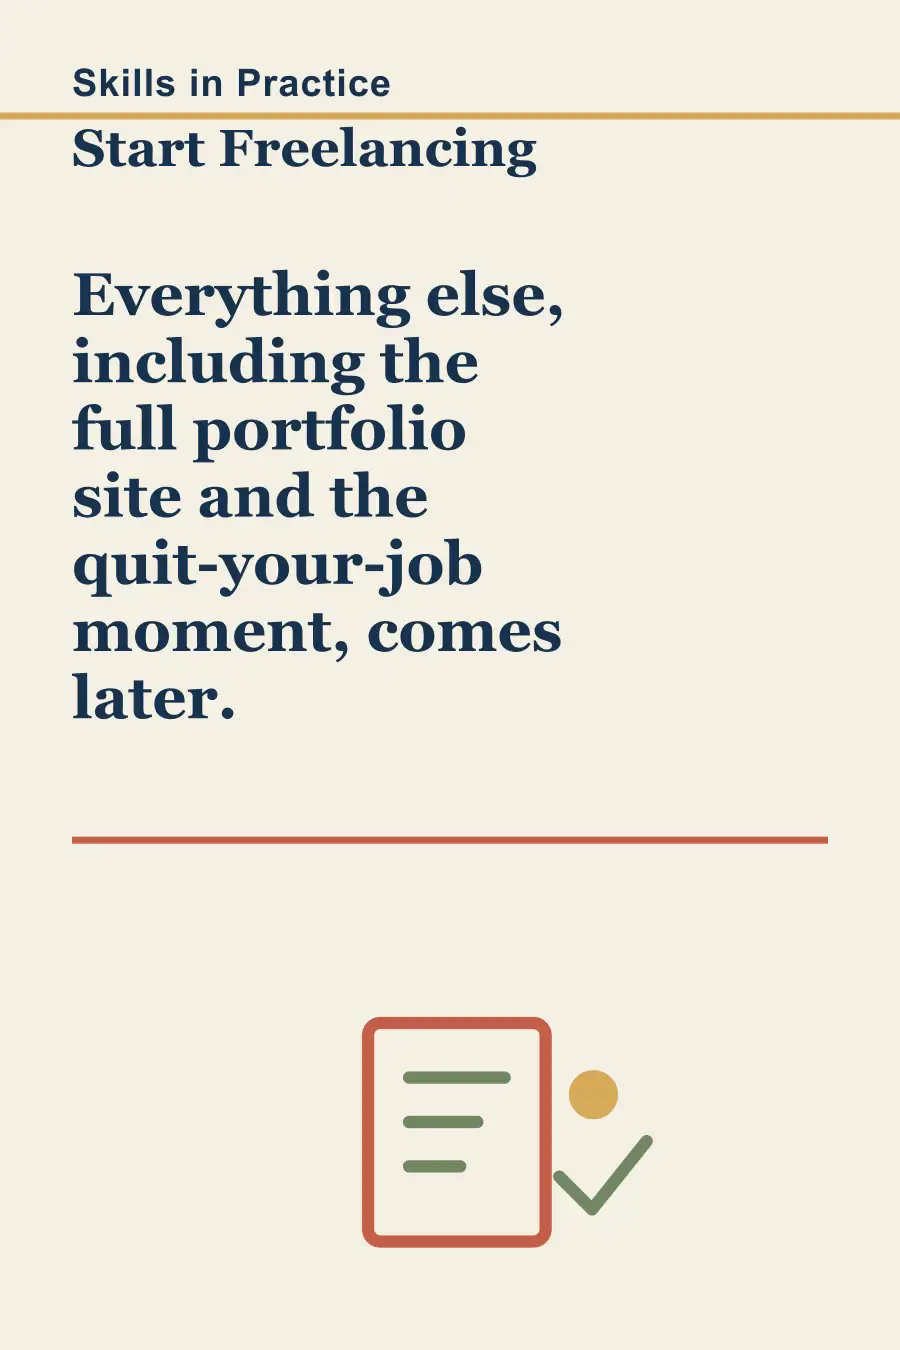 Skills in Practice
Start Freelancing
Everything else,
including the
full portfolio
site and the
quit-your-job
moment, comes
later.